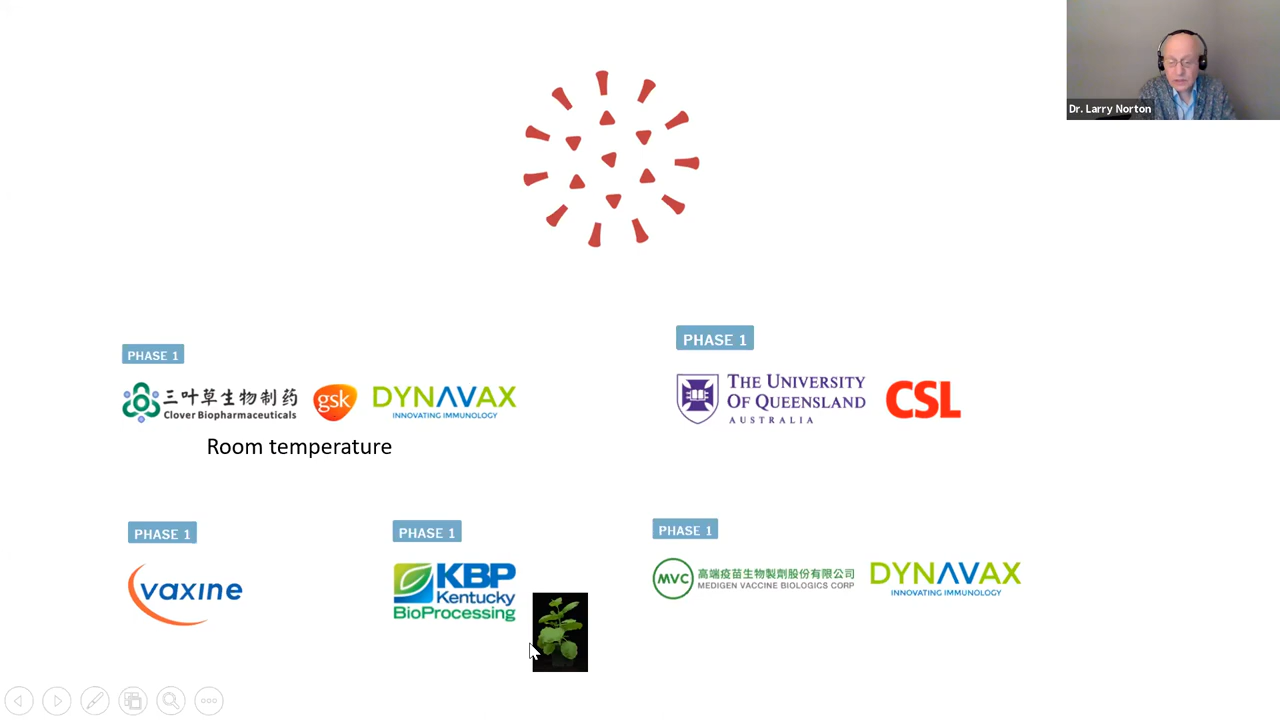 Dr. Larry Norton
PHASE 1
三叶草生物制药
Clover Biopharmaceuticals
gsk
DYNAVAX
INNOVATING IMMUNOLOGY
Room temperature
PHASE 1
THE UNIVERSITY
OF QUEENSLAND
AUSTRALIA
CSL
PHASE 1
vaxine
PHASE 1
KBP
Kentucky
BioProcessing
PHASE 1
MVC
高端疫苗生物製劑股份有限公司
MEDIGEN VACCINE BIOLOGICS CORP
DYNAVAX
INNOVATING IMMUNOLOGY